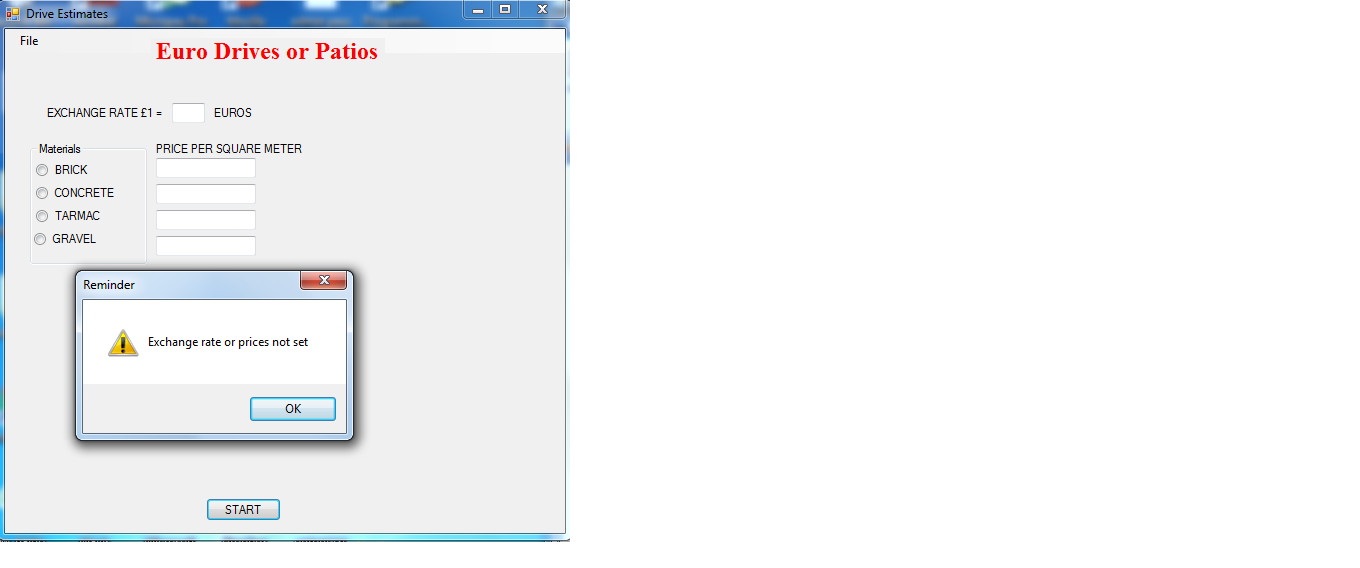 Drive Estimates
File
Euro Drives or Patios
EXCHANGE RATE £1 = EUROS
Materials
PRICE PER SQUARE METER
BRICK
CONCRETE
TARMAC
GRAVEL
Reminder
Exchange rate or prices not set
OK
START